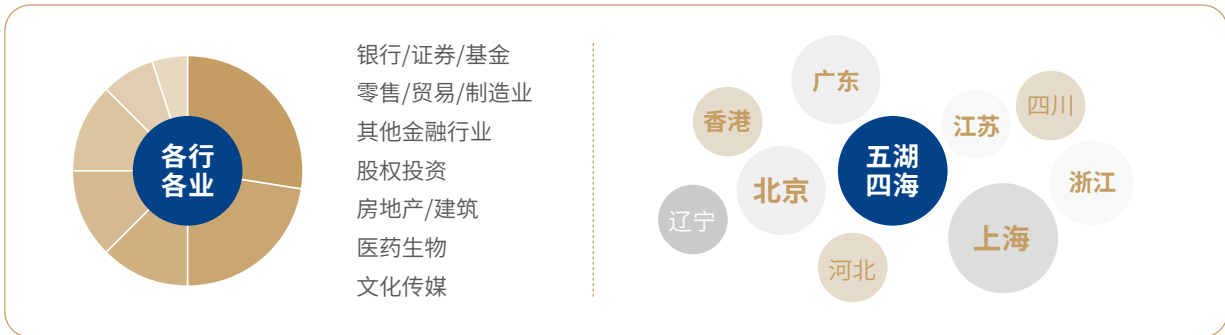 各行
各业
银行/证券/基金
零售/贸易/制造业
其他金融行业
股权投资
房地产/建筑
医药生物
文化传媒
广东
香港
江苏
四川
五湖
四海
北京
浙江
辽宁
上海
河北